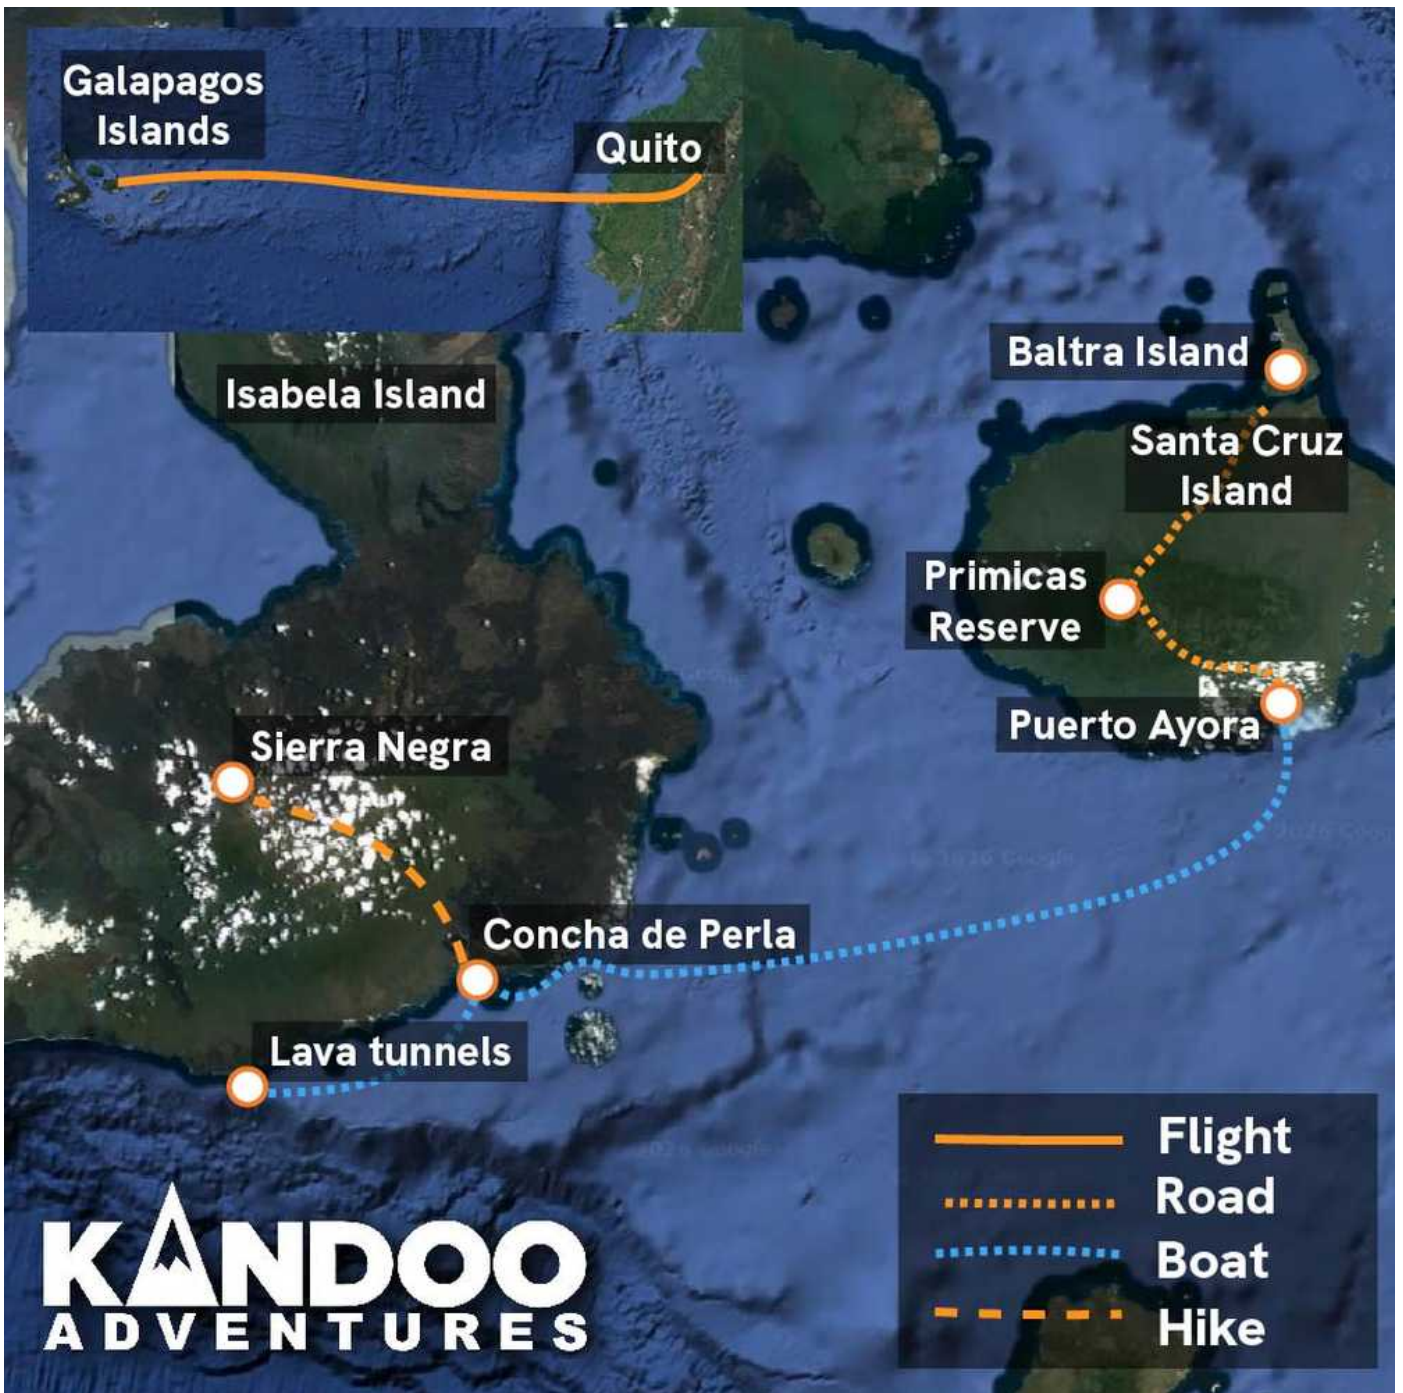 Galapagos
Islands
Quito
Isabela Island
Baltra Island
Santa Cruz
Island
Primicas
Reserve
Puerto Ayora
Sierra Negra
Concha de Perla
Lava tunnels
Flight
Road
Boat
Hike
KANDOO
ADVENTURES